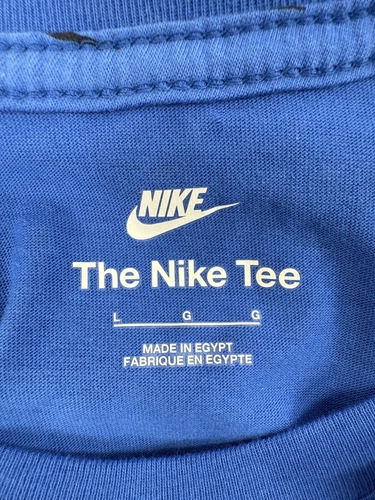 NIKE
The Nike Tee
L G G
MADE IN EGYPT
FABRIQUE EN EGYPTE